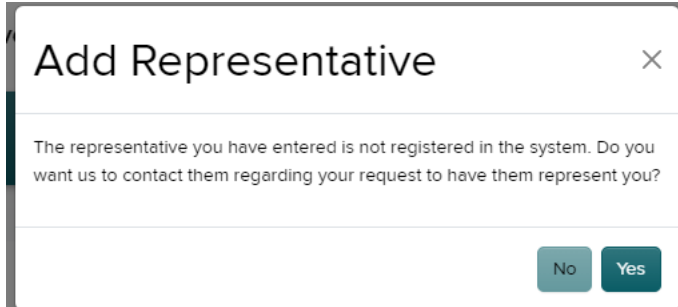 Add Representative
The representative you have entered is not registered in the system. Do you
want us to contact them regarding your request to have them represent you?
No
Yes